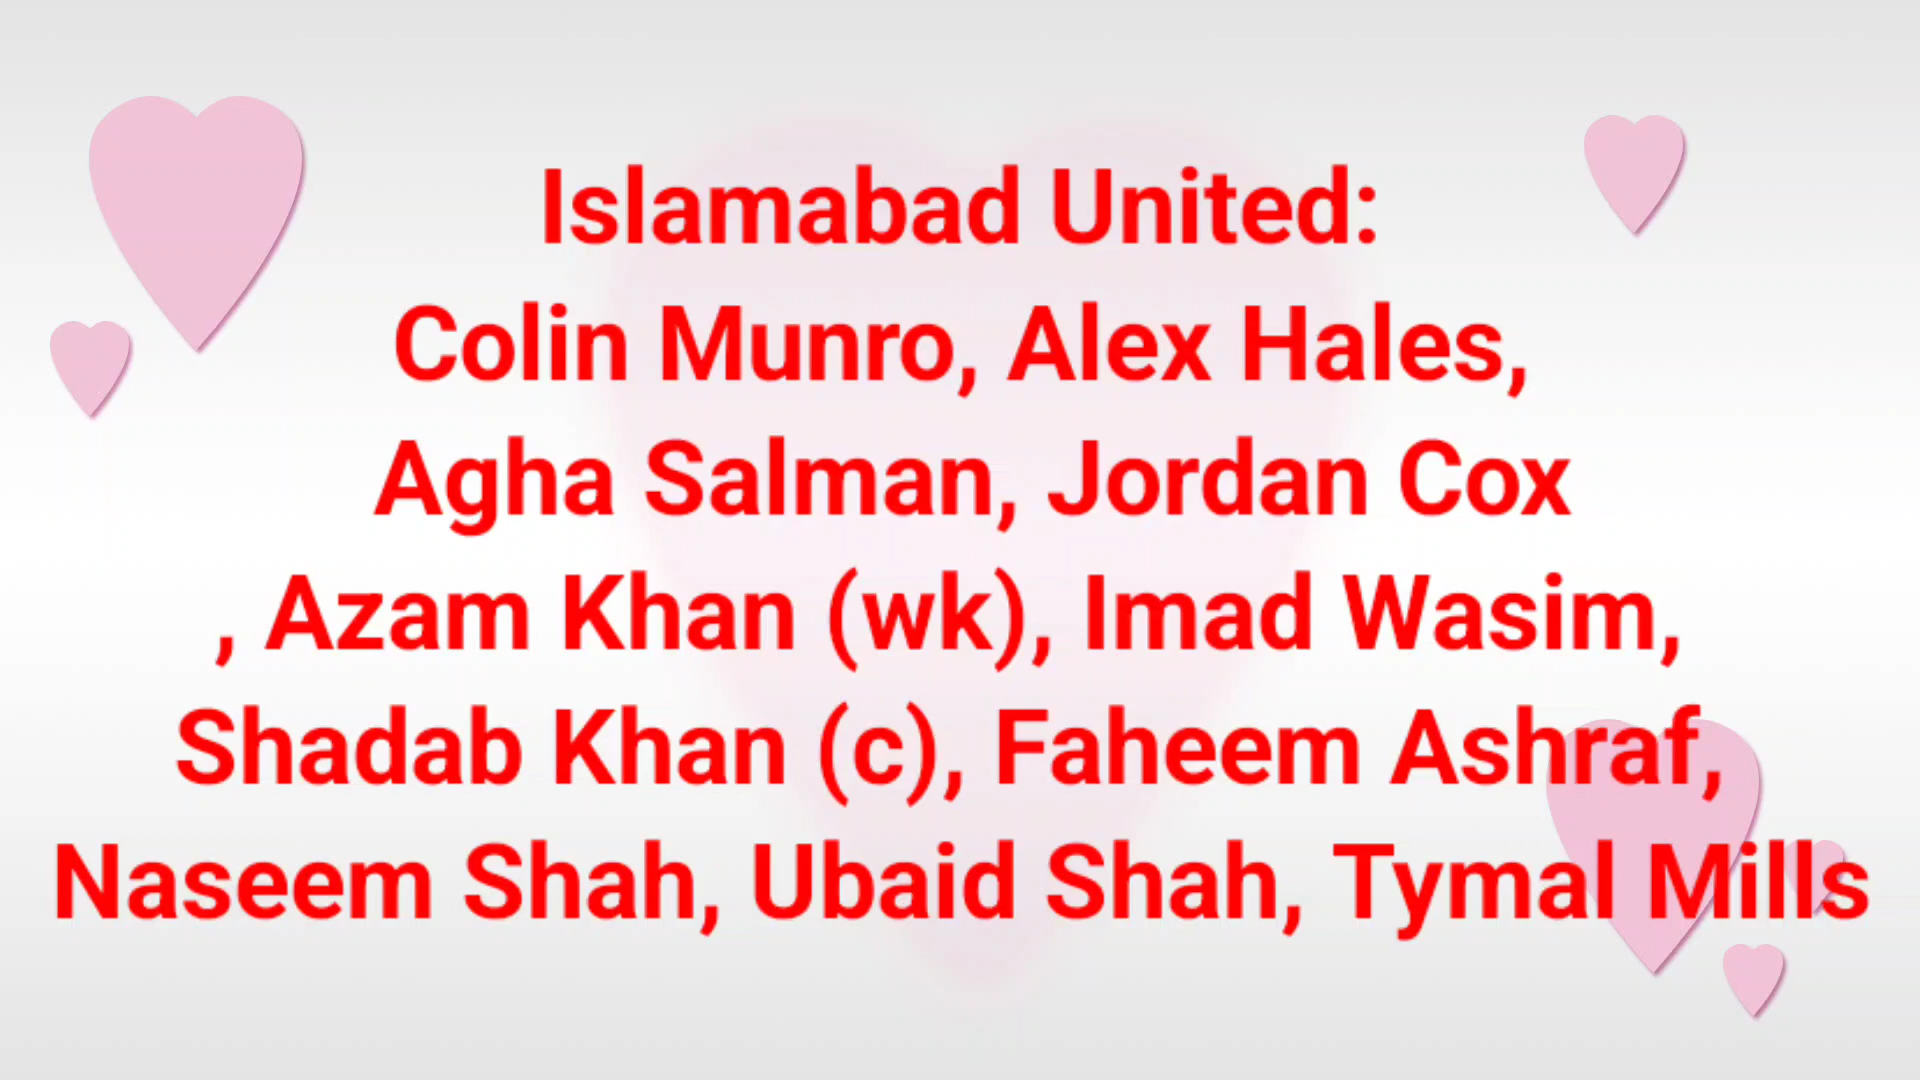 Islamabad United:
Colin Munro, Alex Hales,
Agha Salman, Jordan Cox
, Azam Khan (wk), Imad Wasim,
Shadab Khan (c), Faheem Ashraf,
Naseem Shah, Ubaid Shah, Tymal Mills